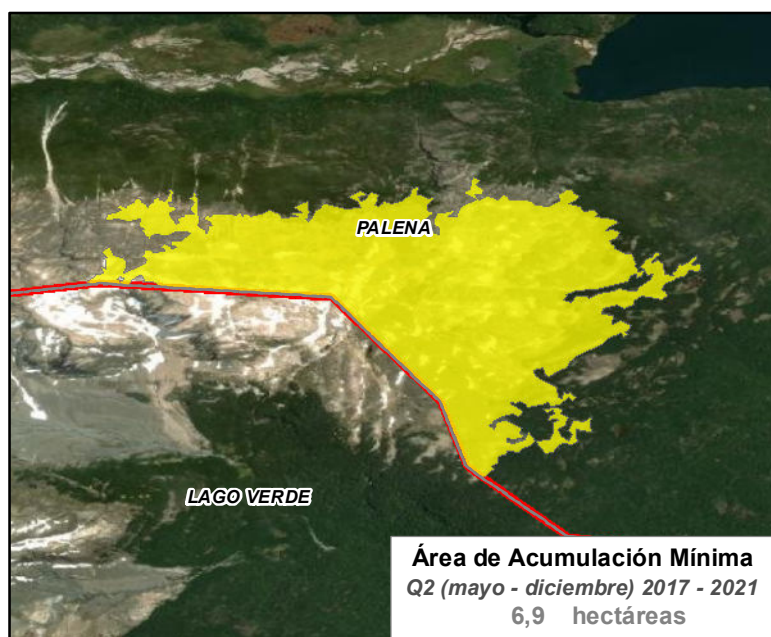 PALENA
LAGO VERDE
Área de Acumulación Mínima
Q2 (mayo - diciembre) 2017 - 2021
6,9 hectáreas